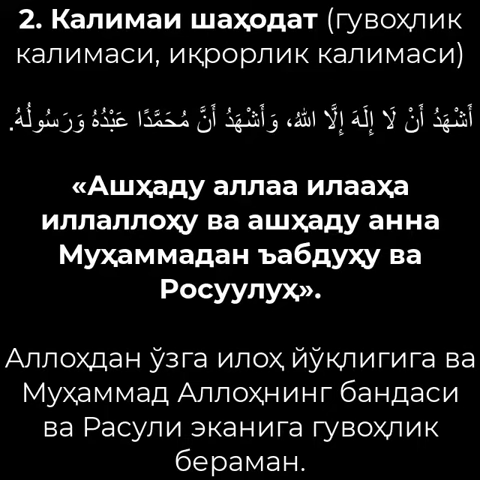 2. Калимаи шаҳодат (гувоҳлик
калимаси, иқрорлик калимаси)
أَشْهَدُ أَنْ لَا إِلَهَ إِلَّا اللهُ، وَأَشْهَدُ أَنَّ مُحَمَّدًا عَبْدُهُ وَرَسُولُهُ.
«Ашҳаду аллаа илааҳа
иллаллоҳу ва ашҳаду анна
Муҳаммадан ъабдуҳу ва
Росуулуҳ».
Аллоҳдан ўзга илоҳ йўқлигига ва
Муҳаммад Аллоҳнинг бандаси
ва Расули эканига гувоҳлик
бераман.